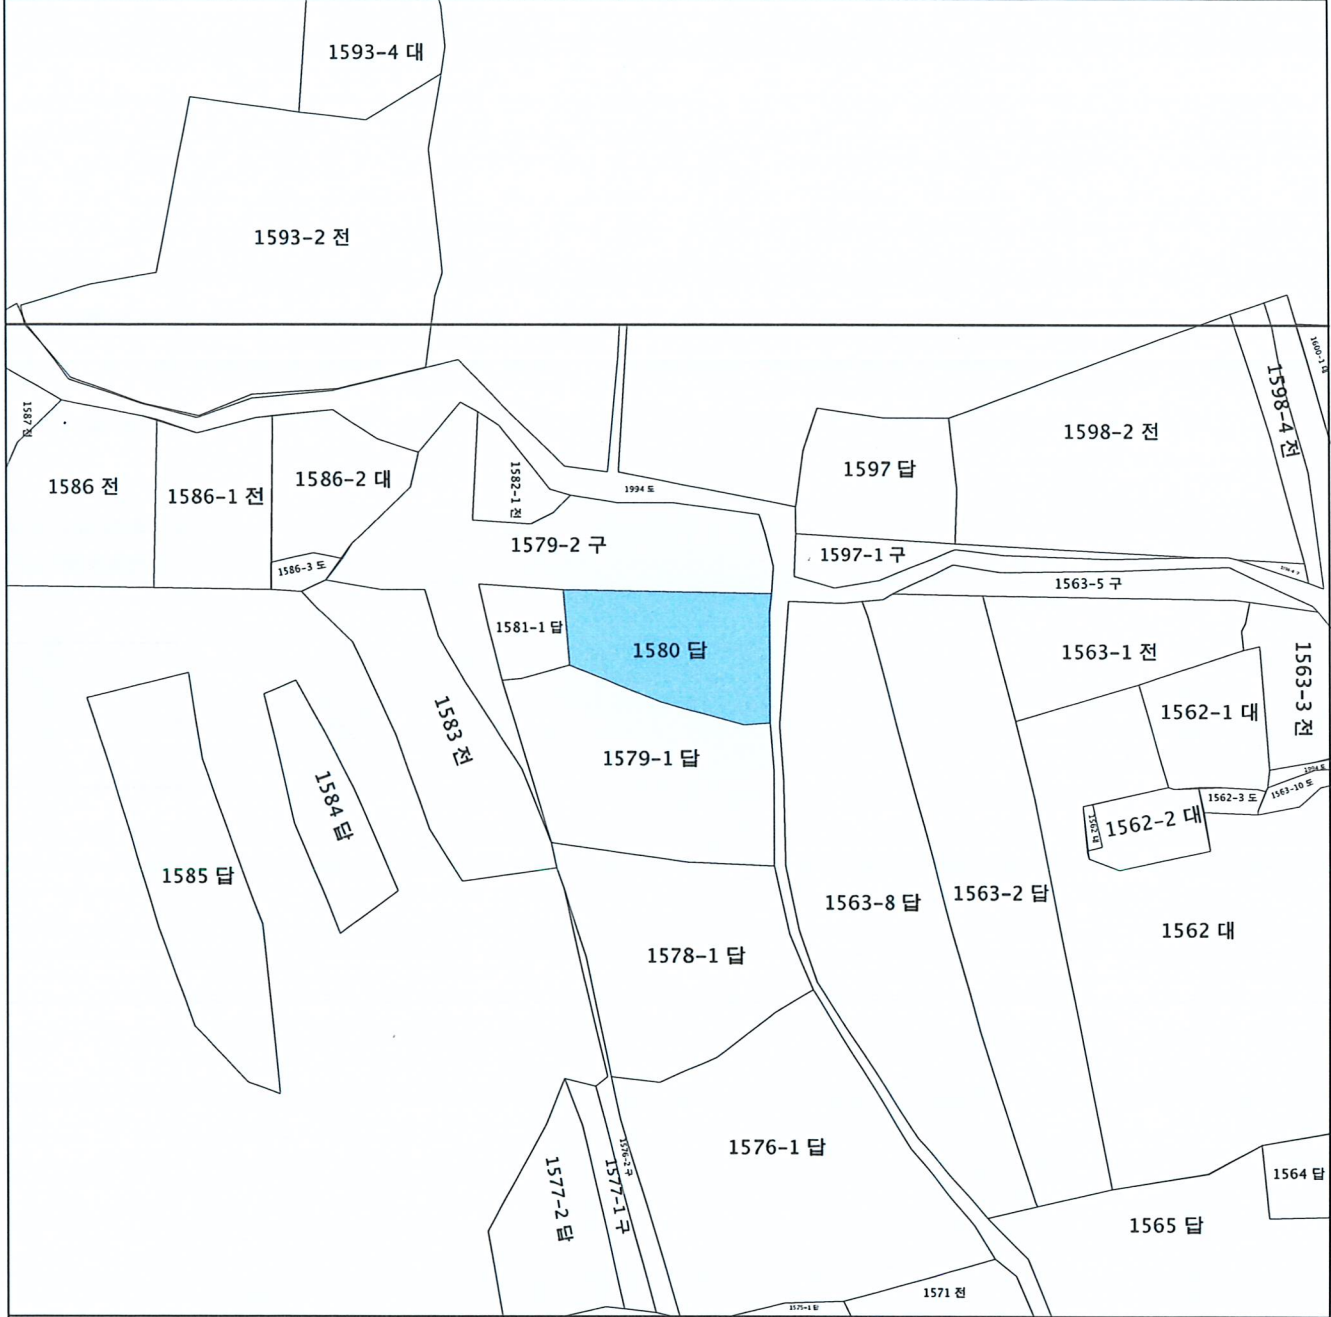 1593-4 대
1593-2 전
1600-1 대
1598-4 전
1587 전
1598-2 전
1597 답
1586-2 대
1586 전
1586-1 전
1582-1 전
1994 도
1579-2 구
1597-1 구
1586-3 도
1563-5 구
1581-1 답
1580 답
1563-1 전
1563-3 전
1562-1 대
1583 전
1579-1 답
1994 도
1563-10 도
1562-3 도
1584 답
1562-2 대
1585 답
1563-8 답
1563-2 답
1562 대
1578-1 답
1576-1 답
1576-2 구
1577-1 구
1577-2 답
1564 답
1565 답
1571 전